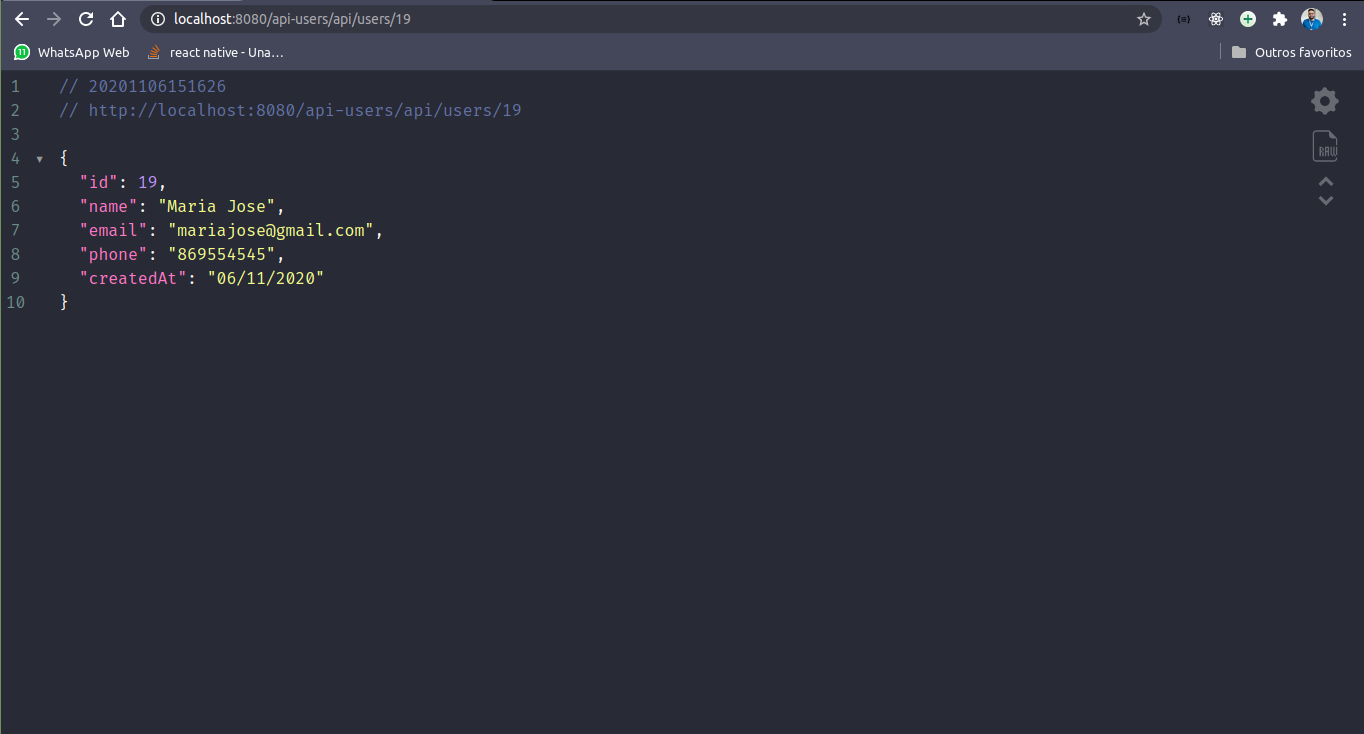 localhost:8080/api-users/api/users/19
11 WhatsApp Web react native - Una… Outros favoritos
1 // 20201106151626
2 // http://localhost:8080/api-users/api/users/19
3
4 ▾ {
5 "id": 19,
6 "name": "Maria Jose",
7 "email": "mariajose@gmail.com",
8 "phone": "869554545",
9 "createdAt": "06/11/2020"
10 }
RAW